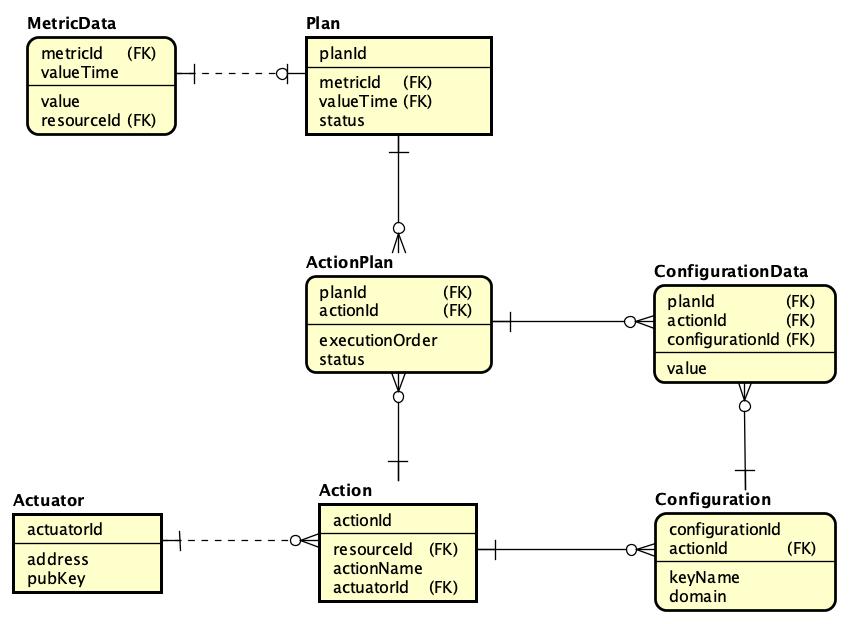 MetricData
metricId (FK)
valueTime
value
resourceId (FK)
Plan
planId
metricId (FK)
valueTime (FK)
status
ActionPlan
planId (FK)
actionId (FK)
executionOrder
status
ConfigurationData
planId (FK)
actionId (FK)
configurationId (FK)
value
Actuator
actuatorId
address
pubKey
Action
actionId
resourceId (FK)
actionName
actuatorId (FK)
Configuration
configurationId
actionId (FK)
keyName
domain